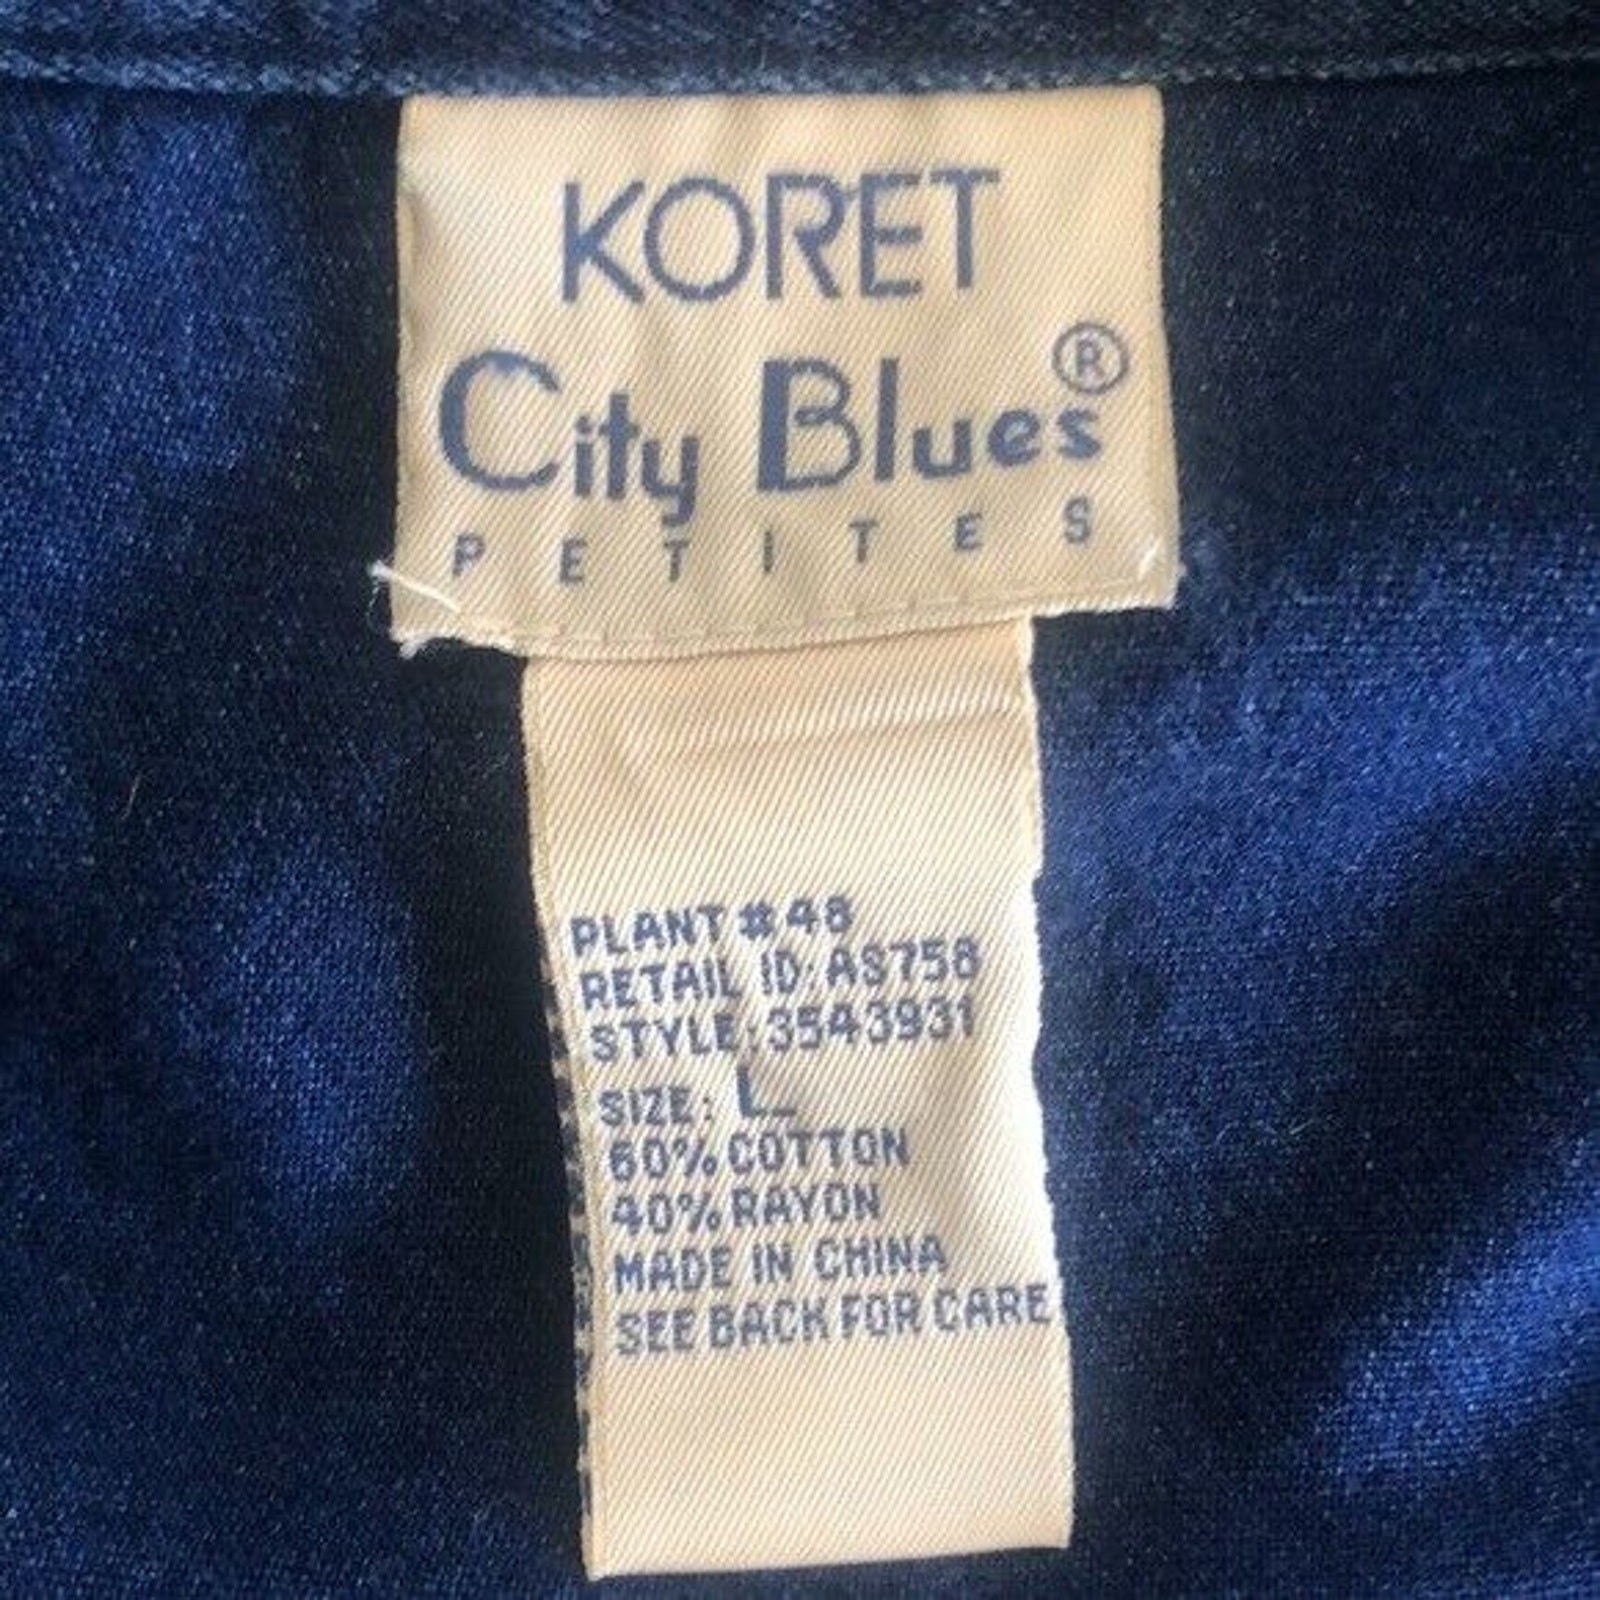 KORET
City Blues®
PETITES
PLANT #48
RETAIL ID: AS758
STYLE: 3543931
SIZE: L
60% COTTON
40% RAYON
MADE IN CHINA
SEE BACK FOR CARE